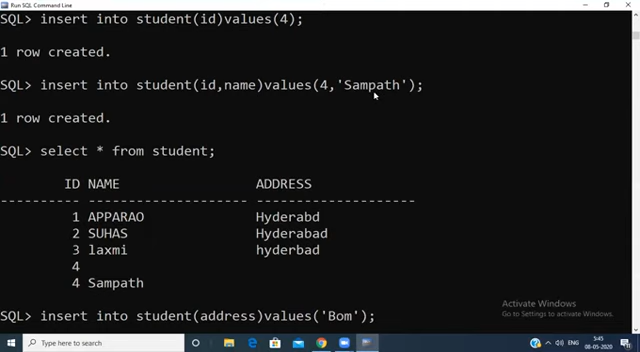 Run SQL Command Line
SQL> insert into student(id)values(4);
1 row created.
SQL> insert into student(id,name)values(4,'Sampath');
1 row created.
SQL> select * from student;
ID NAME ADDRESS
---------- -------------------- --------------------
1 APPARAO Hyderabd
2 SUHAS Hyderabad
3 laxmi hyderbad
4
4 Sampath
SQL> insert into student(address)values('Bom');
Activate Windows
Go to Settings to activate Windows.
Type here to search
ENG
5:45
08-05-2020